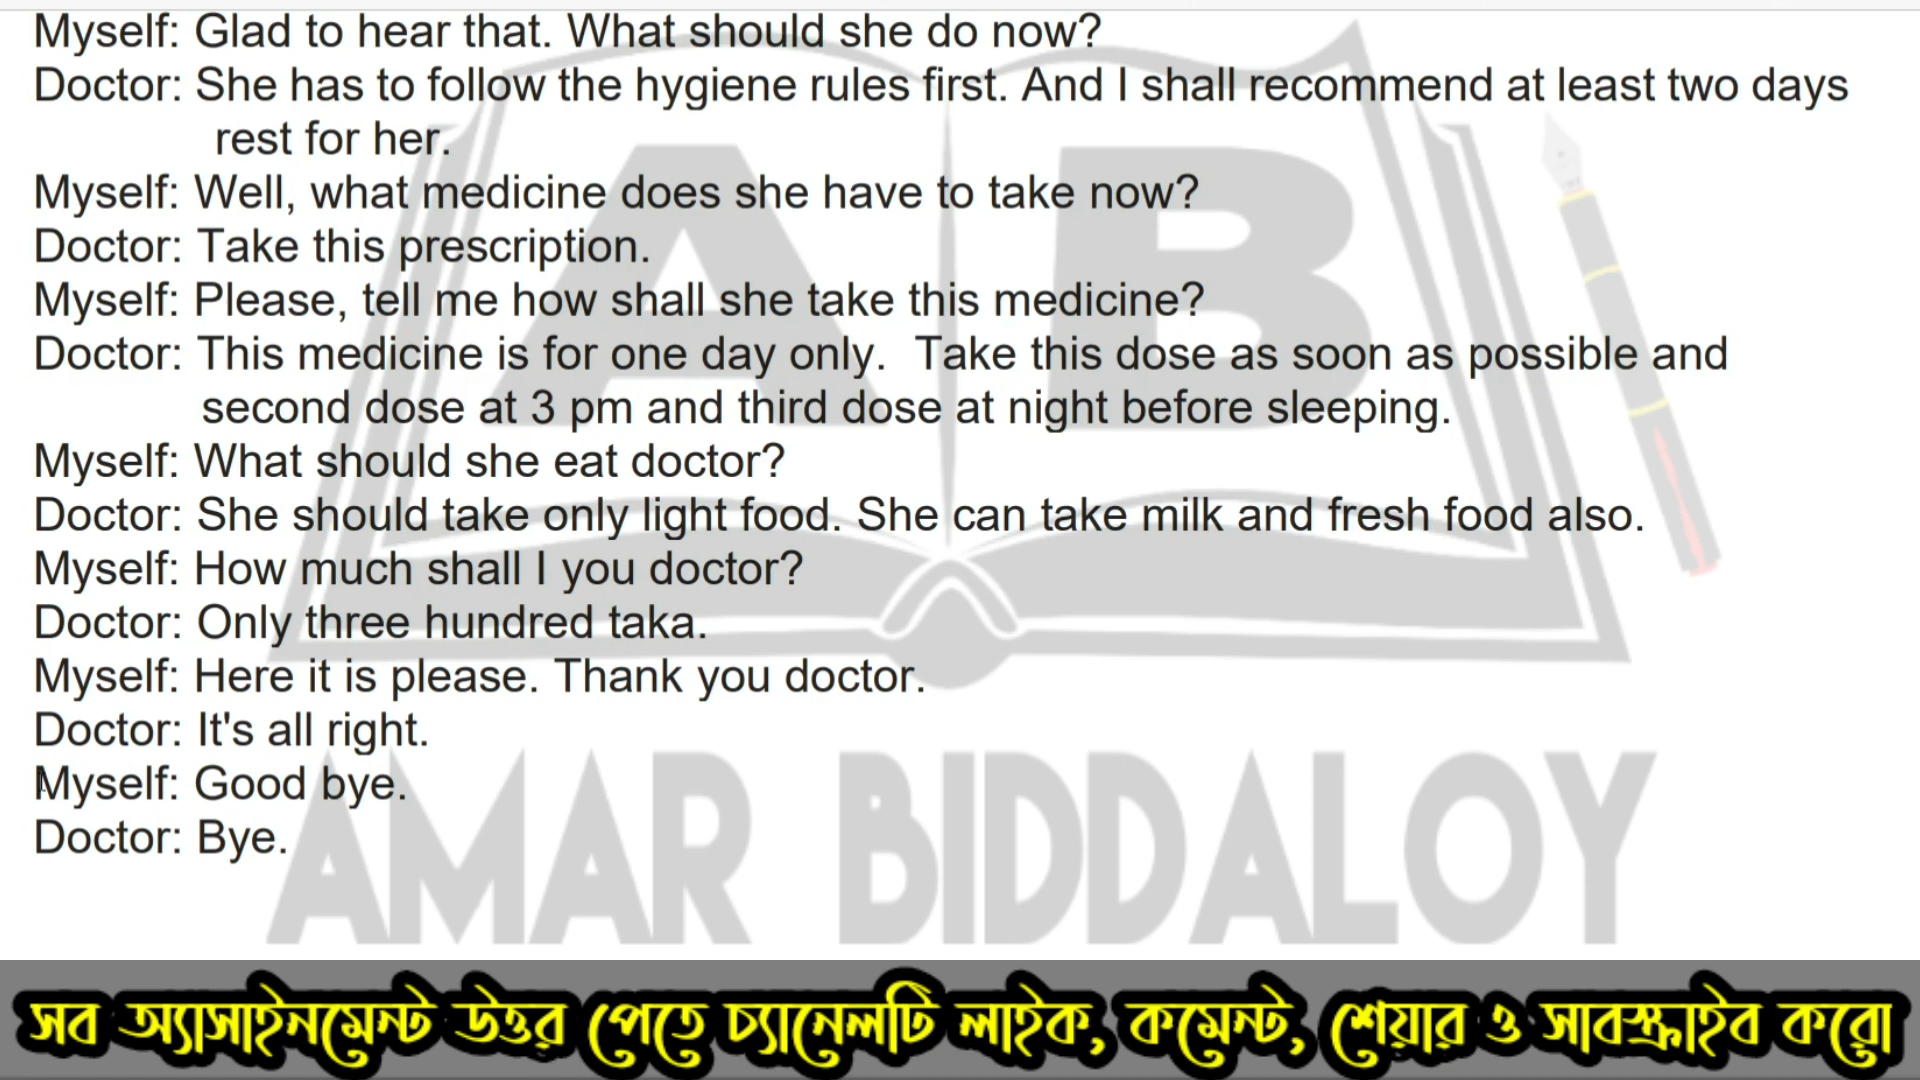 Myself: Glad to hear that. What should she do now?
Doctor: She has to follow the hygiene rules first. And I shall recommend at least two days
rest for her.
Myself: Well, what medicine does she have to take now?
Doctor: Take this prescription.
Myself: Please, tell me how shall she take this medicine?
Doctor: This medicine is for one day only.  Take this dose as soon as possible and
second dose at 3 pm and third dose at night before sleeping.
Myself: What should she eat doctor?
Doctor: She should take only light food. She can take milk and fresh food also.
Myself: How much shall I you doctor?
Doctor: Only three hundred taka.
Myself: Here it is please. Thank you doctor.
Doctor: It's all right.
Myself: Good bye.
Doctor: Bye.
AB
AMAR BIDDALOY
সব অ্যাসাইনমেন্ট উত্তর পেতে চ্যানেলটি লাইক, কমেন্ট, শেয়ার ও সাবস্ক্রাইব করো